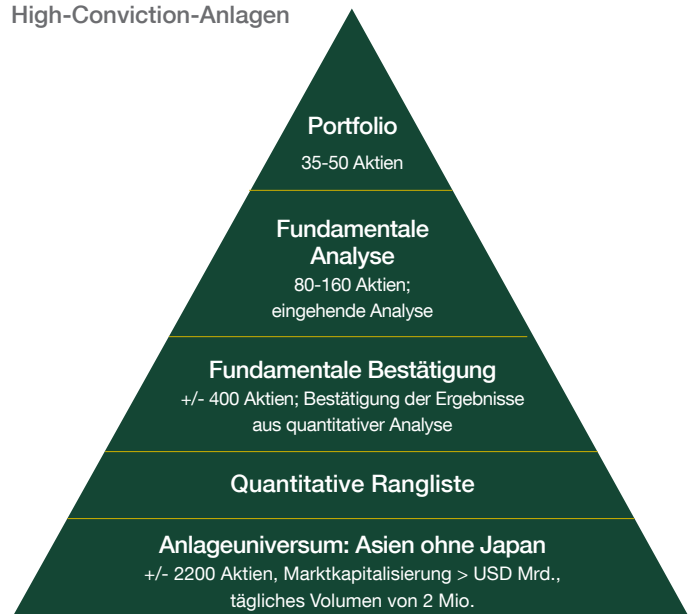 High-Conviction-Anlagen
Portfolio
35-50 Aktien
Fundamentale
Analyse
80-160 Aktien;
eingehende Analyse
Fundamentale Bestätigung
+/- 400 Aktien; Bestätigung der Ergebnisse
aus quantitativer Analyse
Quantitative Rangliste
Anlageuniversum: Asien ohne Japan
+/- 2200 Aktien, Marktkapitalisierung > USD Mrd.,
tägliches Volumen von 2 Mio.